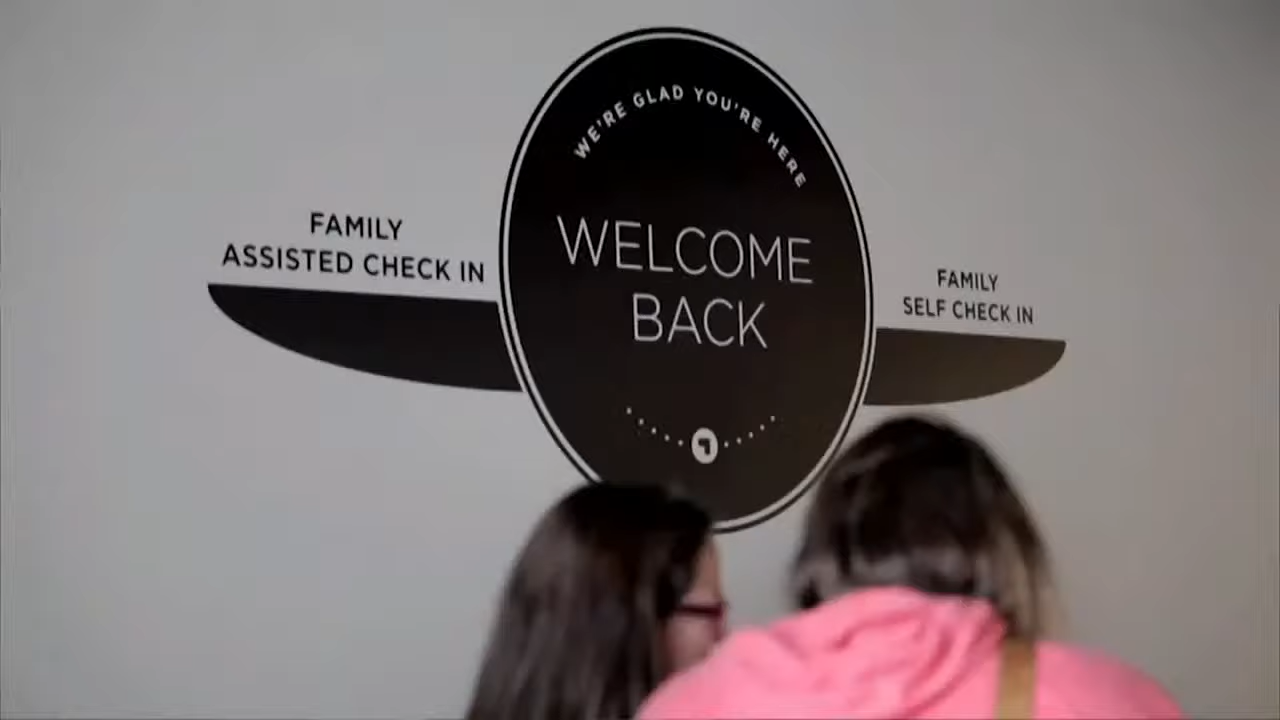 WE'RE GLAD YOU'RE HERE
WELCOME
BACK
FAMILY
ASSISTED CHECK IN
FAMILY
SELF CHECK IN